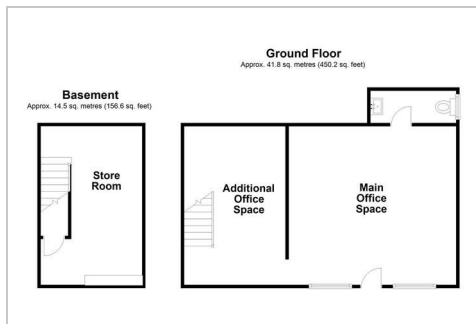 Ground Floor
Approx. 41.8 sq. metres (450.2 sq. feet)
Basement
Approx. 14.5 sq. metres (156.6 sq. feet)
Store
Room
Additional
Office
Space
Main
Office
Space